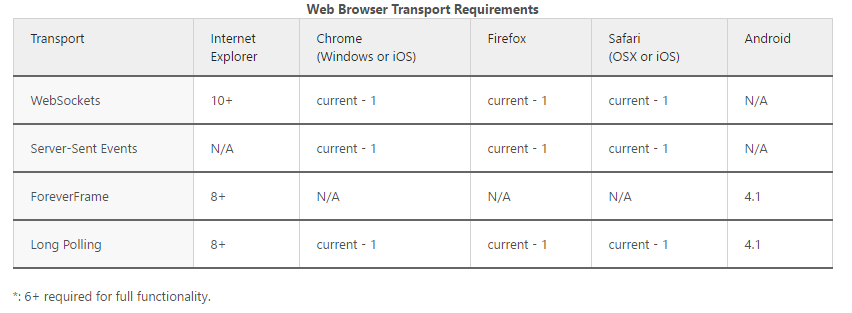 Web Browser Transport Requirements
Transport Internet Explorer Chrome (Windows or iOS) Firefox Safari (OSX or iOS) Android
WebSockets 10+ current - 1 current - 1 current - 1 N/A
Server-Sent Events N/A current - 1 current - 1 current - 1 N/A
ForeverFrame 8+ N/A N/A N/A 4.1
Long Polling 8+ current - 1 current - 1 current - 1 4.1
*: 6+ required for full functionality.